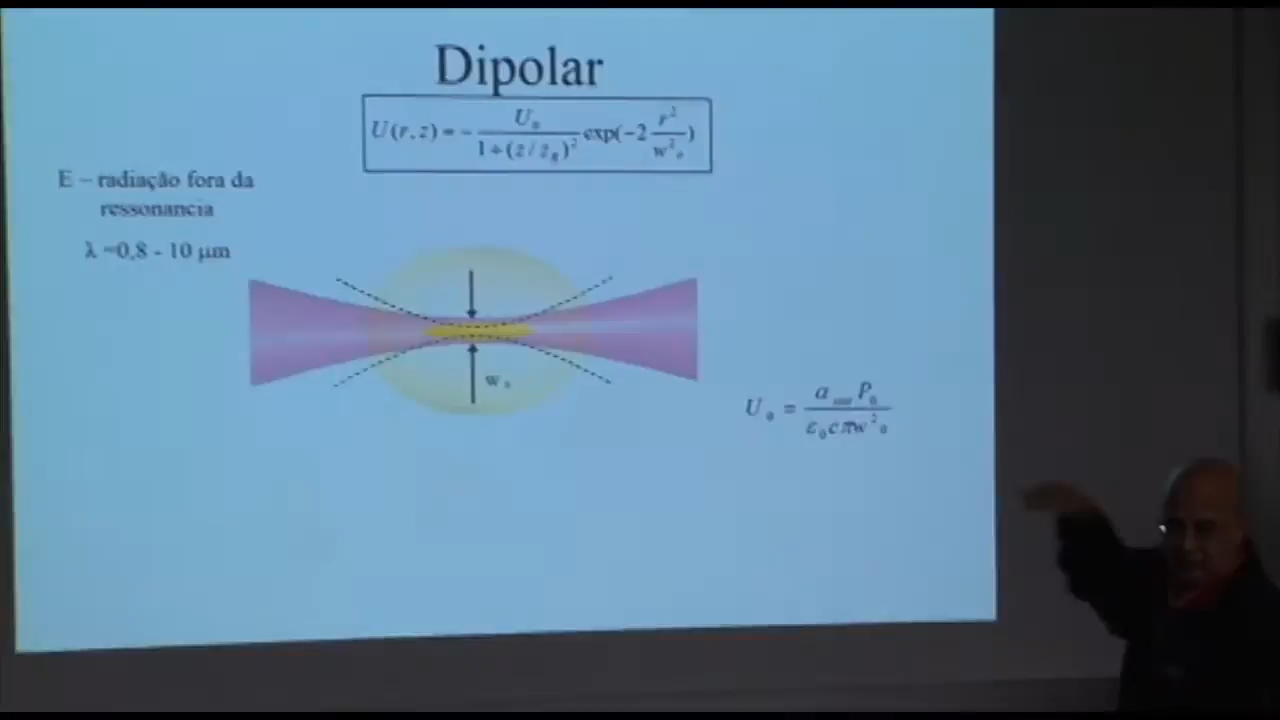 Dipolar
U(r,z) = - U₀ / 1+(z/z_R)² exp(-2 r²/w²₀)
E – radiação fora da
ressonancia
λ =0,8 - 10 μm
w₀
U₀ = P₀ / ε₀cπw²₀